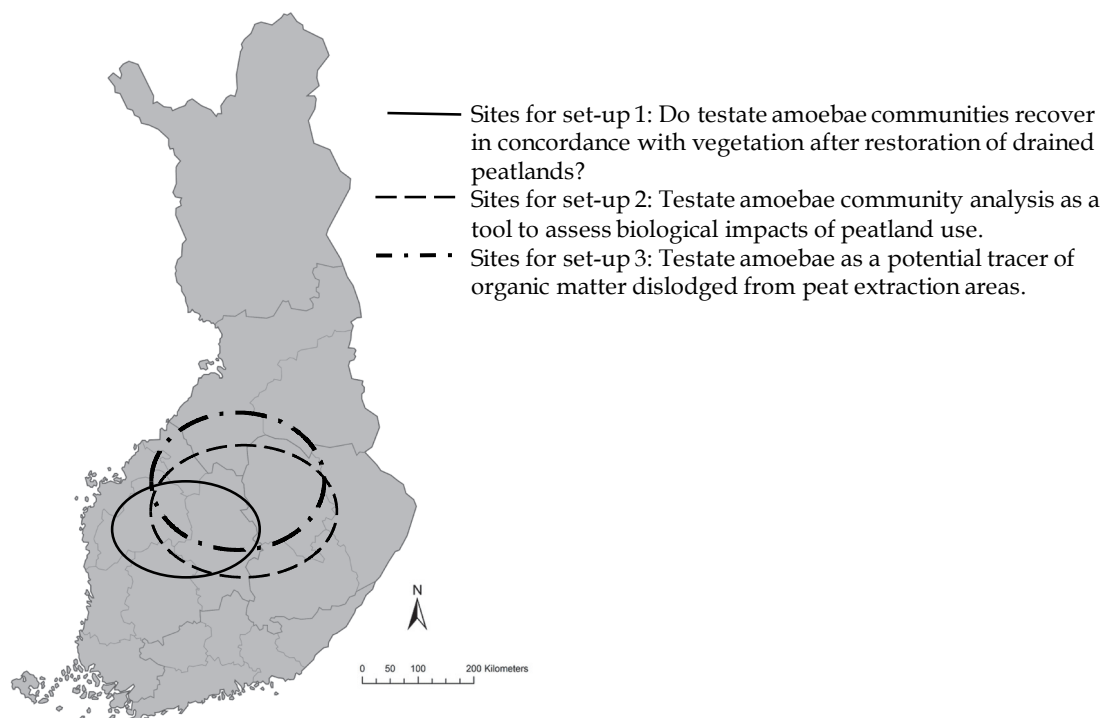 Sites for set-up 1: Do testate amoebae communities recover
in concordance with vegetation after restoration of drained
peatlands?
Sites for set-up 2: Testate amoebae community analysis as a
tool to assess biological impacts of peatland use.
Sites for set-up 3: Testate amoebae as a potential tracer of
organic matter dislodged from peat extraction areas.
N
0 50 100 200 Kilometers